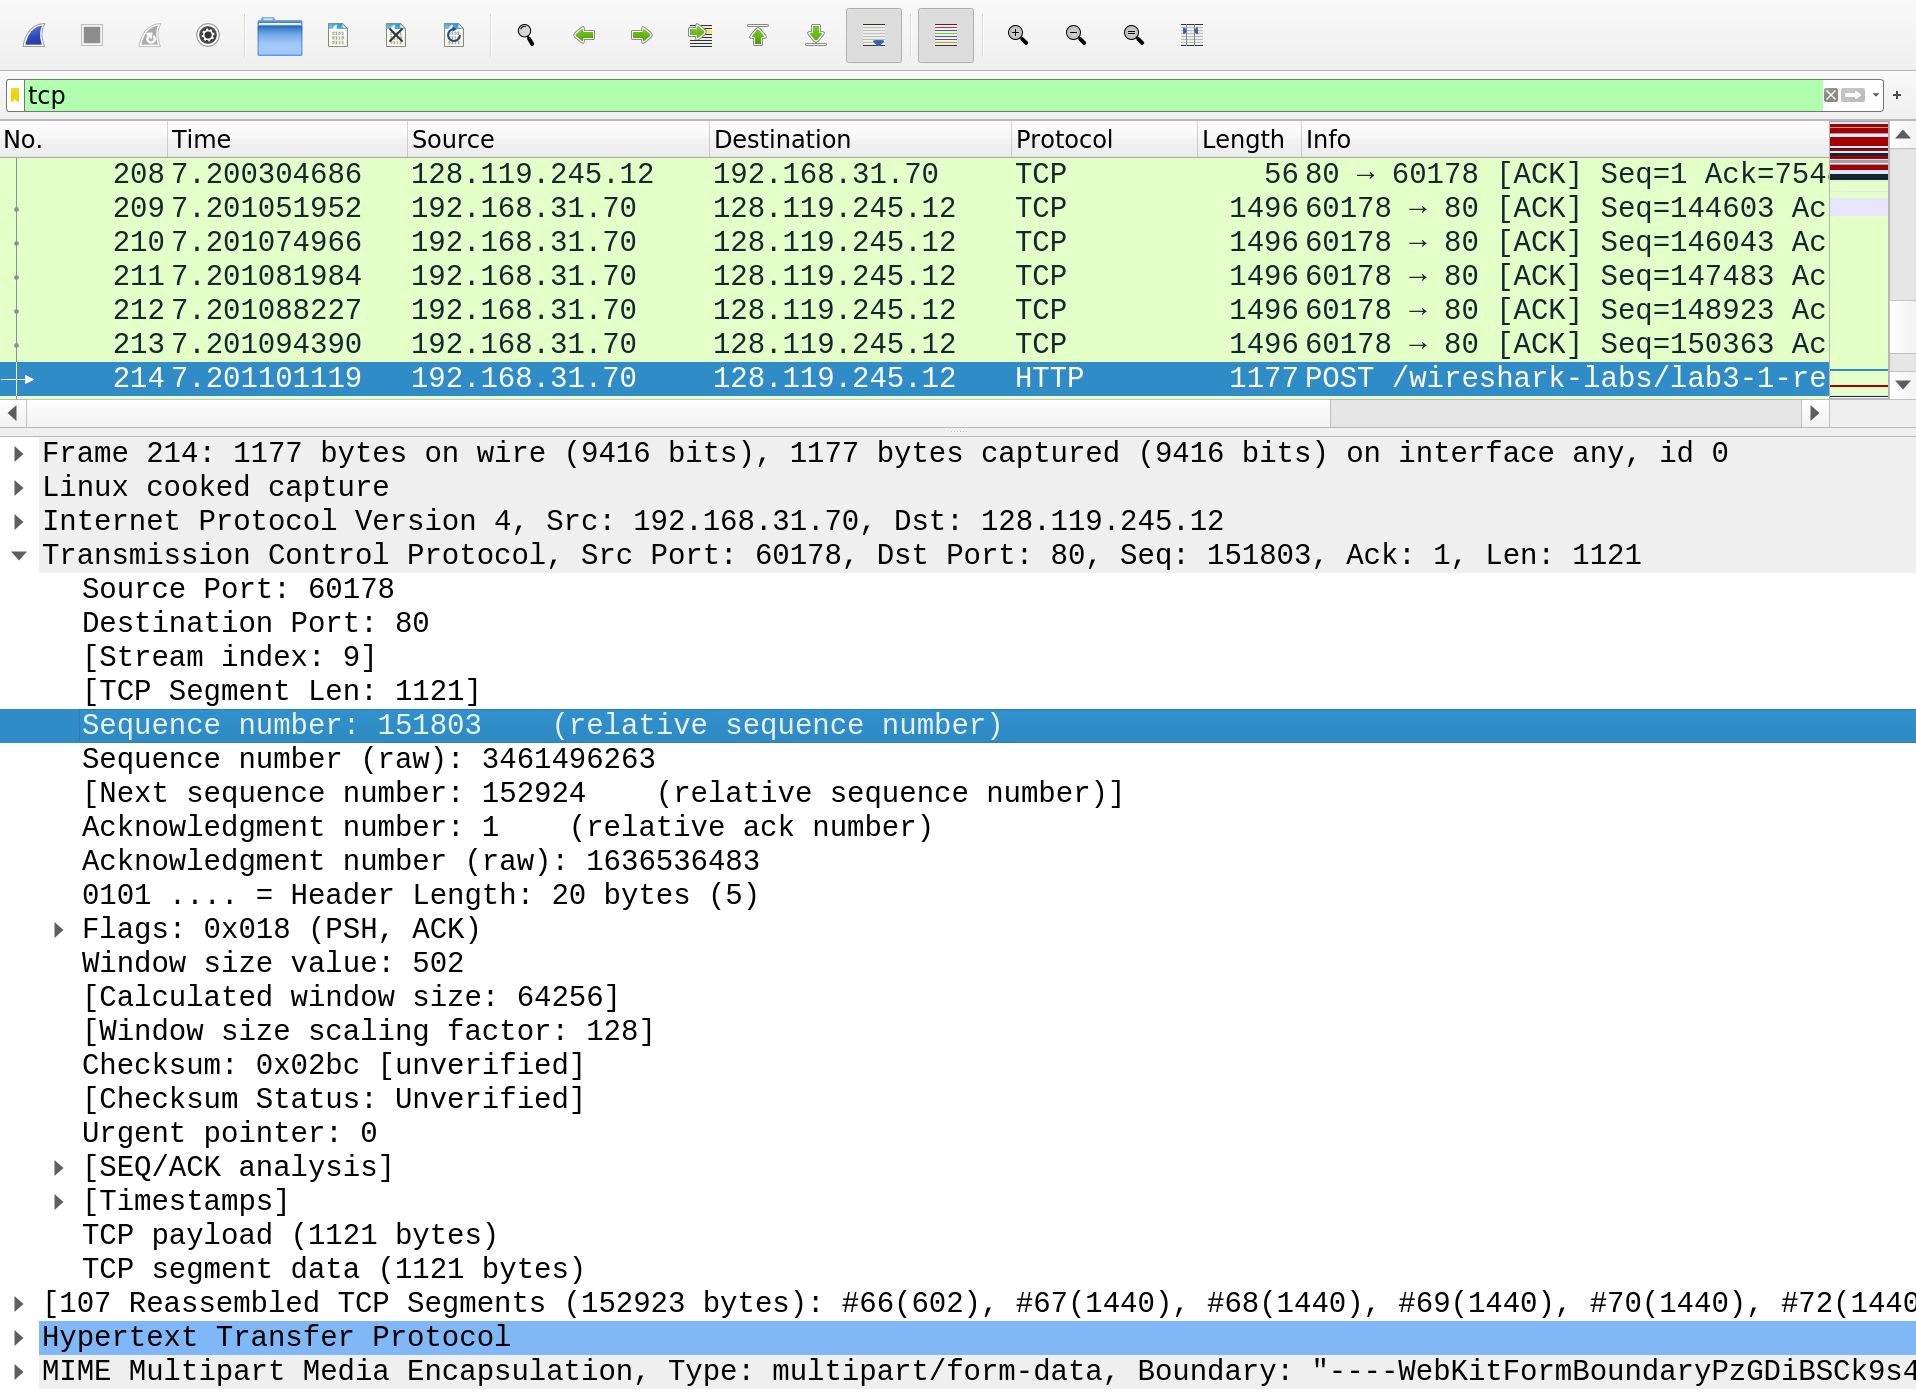 tcp
No. Time Source Destination Protocol Length Info
208 7.200304686 128.119.245.12 192.168.31.70 TCP 56 80 → 60178 [ACK] Seq=1 Ack=754
209 7.201051952 192.168.31.70 128.119.245.12 TCP 1496 60178 → 80 [ACK] Seq=144603 Ac
210 7.201074966 192.168.31.70 128.119.245.12 TCP 1496 60178 → 80 [ACK] Seq=146043 Ac
211 7.201081984 192.168.31.70 128.119.245.12 TCP 1496 60178 → 80 [ACK] Seq=147483 Ac
212 7.201088227 192.168.31.70 128.119.245.12 TCP 1496 60178 → 80 [ACK] Seq=148923 Ac
213 7.201094390 192.168.31.70 128.119.245.12 TCP 1496 60178 → 80 [ACK] Seq=150363 Ac
214 7.201101119 192.168.31.70 128.119.245.12 HTTP 1177 POST /wireshark-labs/lab3-1-re
Frame 214: 1177 bytes on wire (9416 bits), 1177 bytes captured (9416 bits) on interface any, id 0
Linux cooked capture
Internet Protocol Version 4, Src: 192.168.31.70, Dst: 128.119.245.12
Transmission Control Protocol, Src Port: 60178, Dst Port: 80, Seq: 151803, Ack: 1, Len: 1121
Source Port: 60178
Destination Port: 80
[Stream index: 9]
[TCP Segment Len: 1121]
Sequence number: 151803    (relative sequence number)
Sequence number (raw): 3461496263
[Next sequence number: 152924    (relative sequence number)]
Acknowledgment number: 1    (relative ack number)
Acknowledgment number (raw): 1636536483
0101 .... = Header Length: 20 bytes (5)
Flags: 0x018 (PSH, ACK)
Window size value: 502
[Calculated window size: 64256]
[Window size scaling factor: 128]
Checksum: 0x02bc [unverified]
[Checksum Status: Unverified]
Urgent pointer: 0
[SEQ/ACK analysis]
[Timestamps]
TCP payload (1121 bytes)
TCP segment data (1121 bytes)
[107 Reassembled TCP Segments (152923 bytes): #66(602), #67(1440), #68(1440), #69(1440), #70(1440), #72(1440
Hypertext Transfer Protocol
MIME Multipart Media Encapsulation, Type: multipart/form-data, Boundary: "----WebKitFormBoundaryPzGDiBSCk9s4